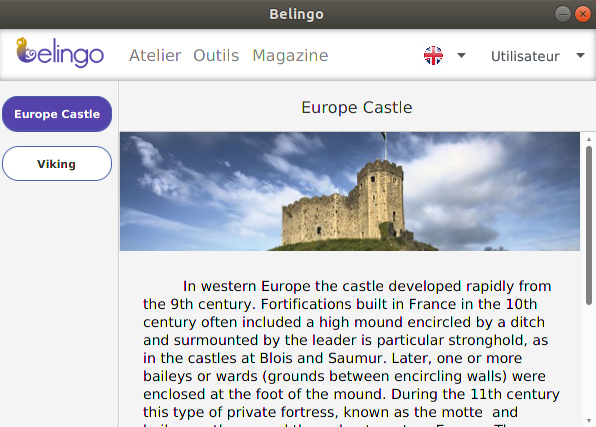 Belingo
belingo
Atelier Outils Magazine
Utilisateur
Europe Castle
Viking
Europe Castle
In western Europe the castle developed rapidly from
the 9th century. Fortifications built in France in the 10th
century often included a high mound encircled by a ditch
and surmounted by the leader is particular stronghold, as
in the castles at Blois and Saumur. Later, one or more
baileys or wards (grounds between encircling walls) were
enclosed at the foot of the mound. During the 11th century
this type of private fortress, known as the motte and